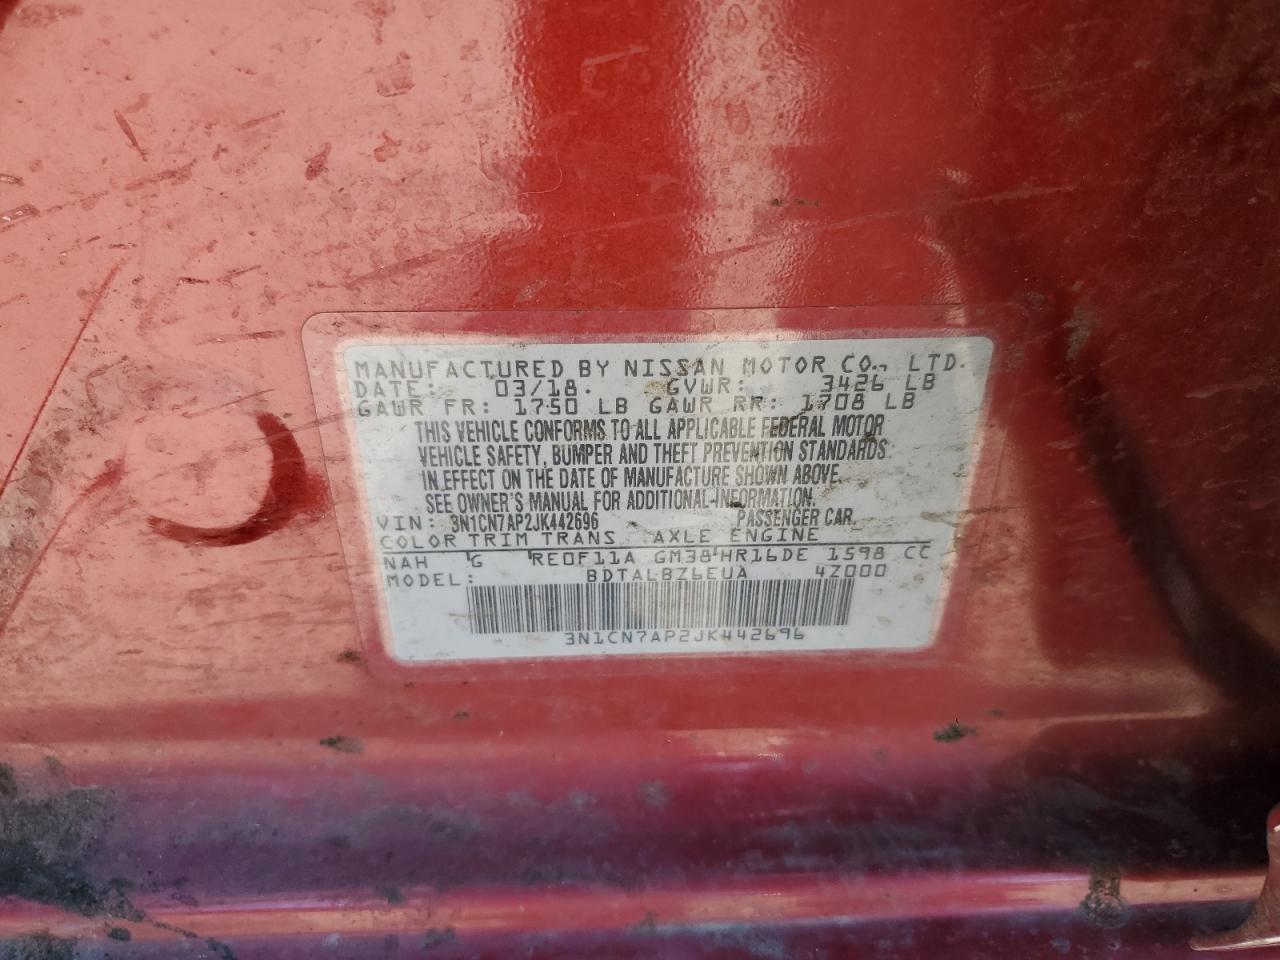 MANUFACTURED BY NISSAN MOTOR CO., LTD.
DATE: 03/18. GVWR: 3426 LB
GAWR FR: 1750 LB GAWR RR: 1708 LB
THIS VEHICLE CONFORMS TO ALL APPLICABLE FEDERAL MOTOR
VEHICLE SAFETY, BUMPER AND THEFT PREVENTION STANDARDS
IN EFFECT ON THE DATE OF MANUFACTURE SHOWN ABOVE.
SEE OWNER'S MANUAL FOR ADDITIONAL INFORMATION.
VIN: 3N1CN7AP2JK442696 PASSENGER CAR
COLOR TRIM TRANS AXLE ENGINE
NAH G RE0F11A GM38 HR16DE 1598 CC
MODEL: BDTALBZ6EUA 4Z000
3N1CN7AP2JK442696